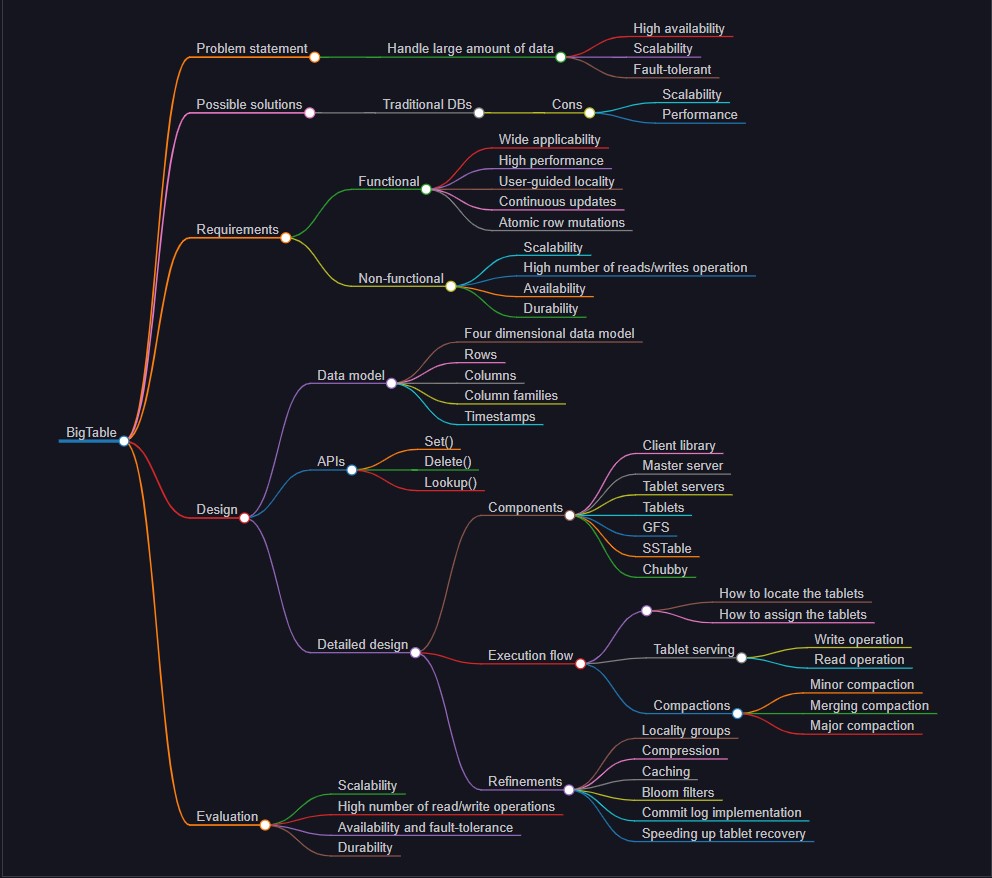 BigTable
Problem statement
Handle large amount of data
High availability
Scalability
Fault-tolerant
Possible solutions
Traditional DBs
Cons
Scalability
Performance
Requirements
Functional
Wide applicability
High performance
User-guided locality
Continuous updates
Atomic row mutations
Non-functional
Scalability
High number of reads/writes operation
Availability
Durability
Design
Data model
Four dimensional data model
Rows
Columns
Column families
Timestamps
APIs
Set()
Delete()
Lookup()
Detailed design
Components
Client library
Master server
Tablet servers
Tablets
GFS
SSTable
Chubby
Execution flow
How to locate the tablets
How to assign the tablets
Tablet serving
Write operation
Read operation
Compactions
Minor compaction
Merging compaction
Major compaction
Refinements
Locality groups
Compression
Caching
Bloom filters
Commit log implementation
Speeding up tablet recovery
Evaluation
Scalability
High number of read/write operations
Availability and fault-tolerance
Durability